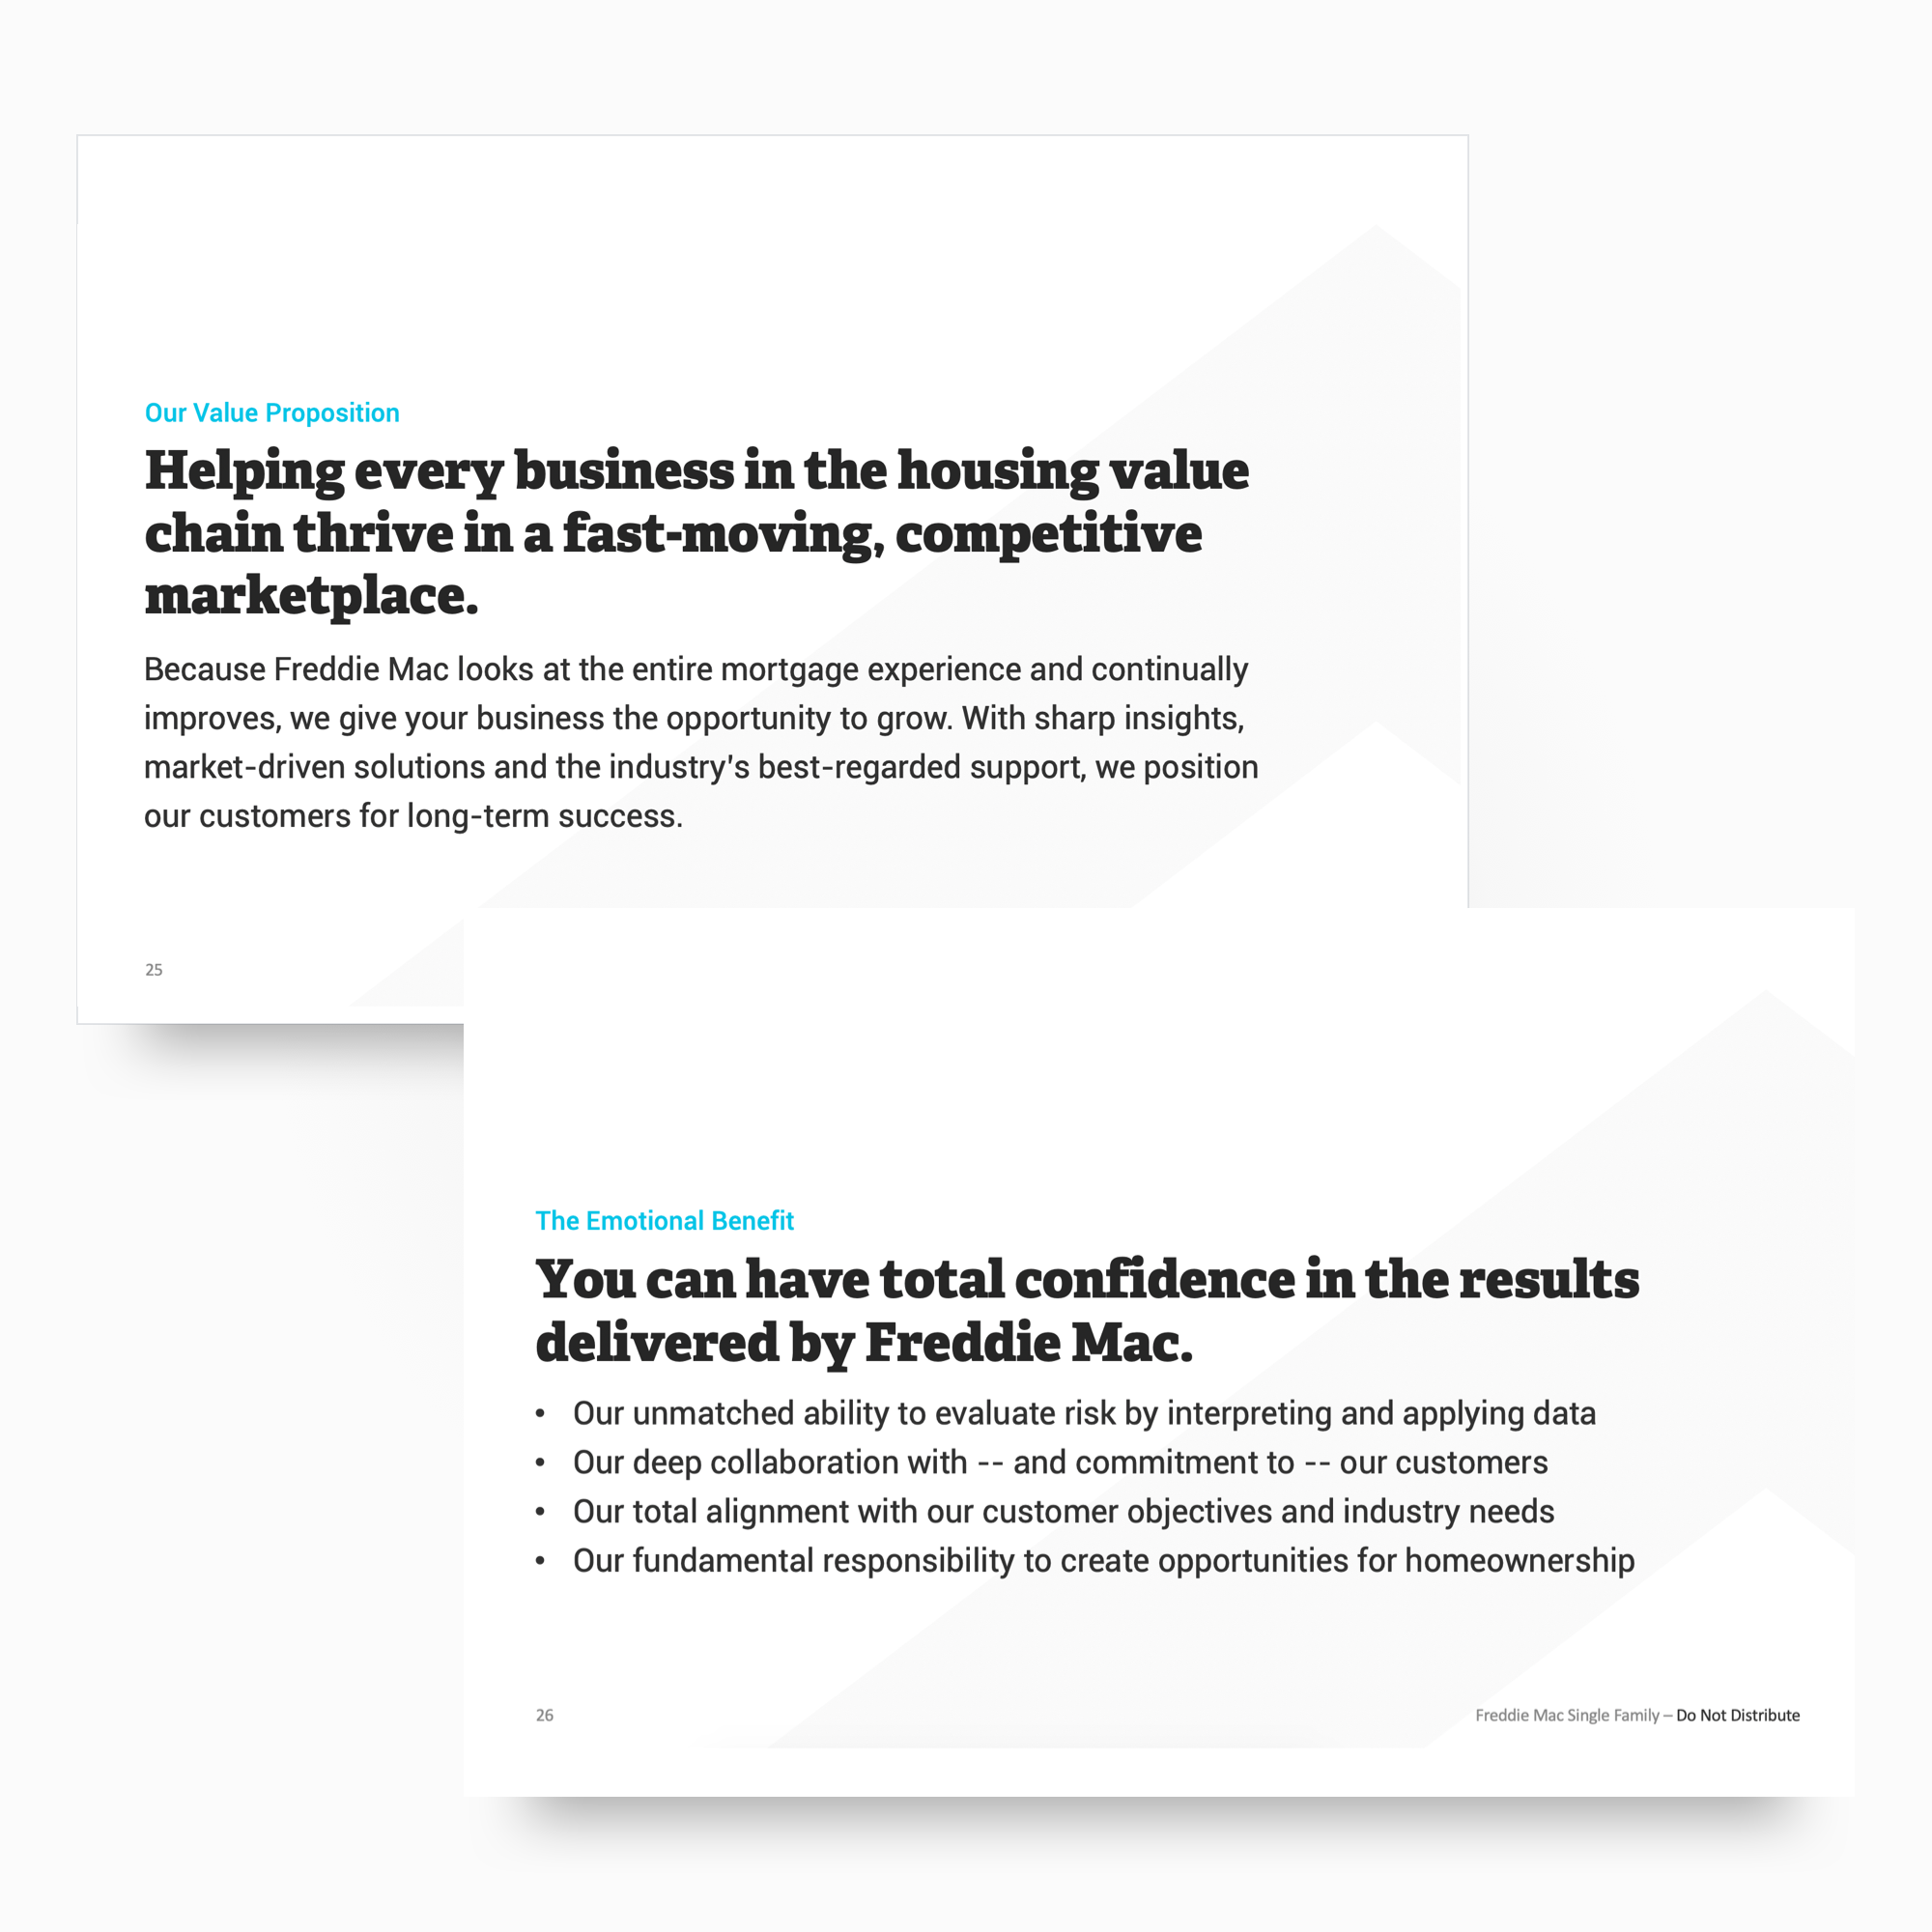 Our Value Proposition
Helping every business in the housing value
chain thrive in a fast-moving, competitive
marketplace.
Because Freddie Mac looks at the entire mortgage experience and continually
improves, we give your business the opportunity to grow. With sharp insights,
market-driven solutions and the industry's best-regarded support, we position
our customers for long-term success.
25
The Emotional Benefit
You can have total confidence in the results
delivered by Freddie Mac.
• Our unmatched ability to evaluate risk by interpreting and applying data
• Our deep collaboration with -- and commitment to -- our customers
• Our total alignment with our customer objectives and industry needs
• Our fundamental responsibility to create opportunities for homeownership
26
Freddie Mac Single Family – Do Not Distribute